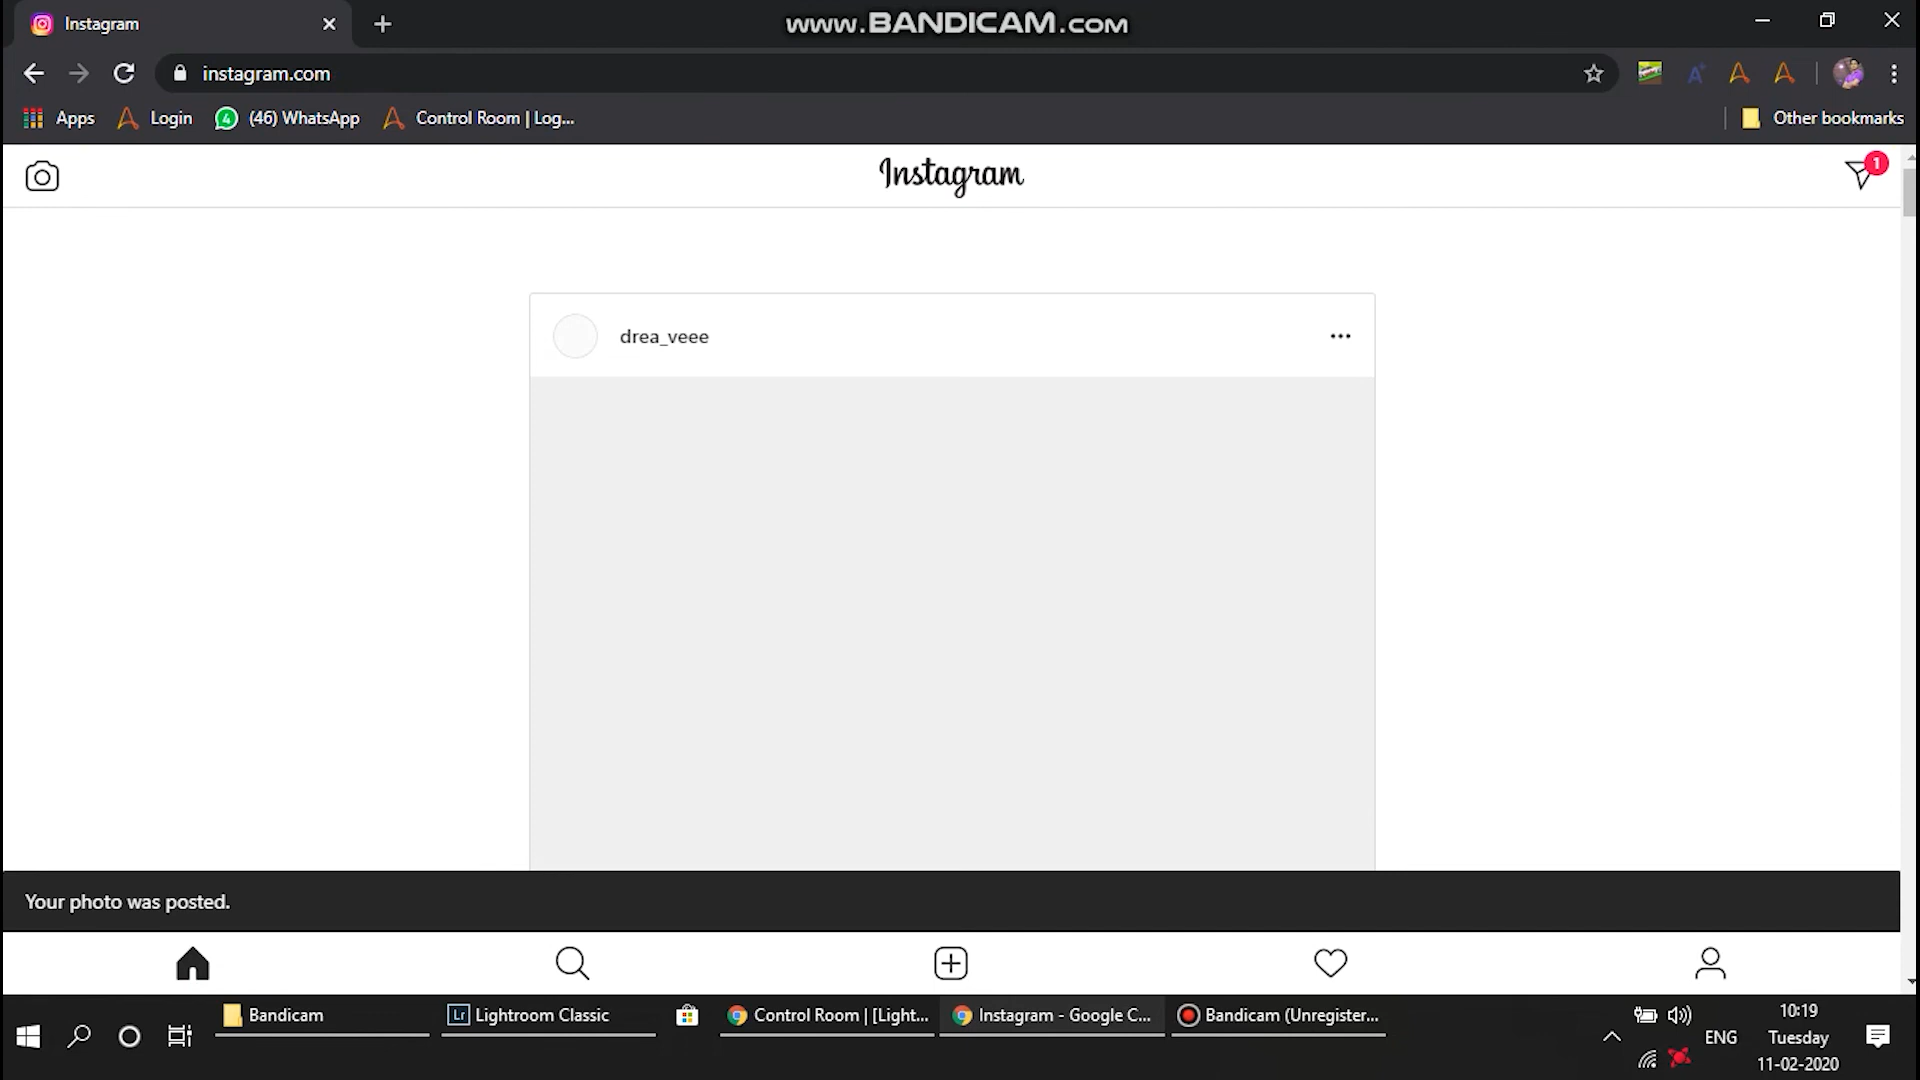 Instagram
www.BANDICAM.com
instagram.com
Apps
Login
4
(46) WhatsApp
Control Room | Log...
Other bookmarks
Instagram
1
drea_veee
Your photo was posted.
Bandicam
Lr Lightroom Classic
Control Room | [Light...
Instagram - Google C...
Bandicam (Unregister...
ENG
10:19
Tuesday
11-02-2020